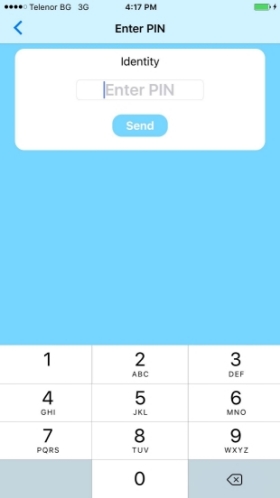 Telenor BG 3G 4:17 PM
Enter PIN
Identity
Enter PIN
Send
1 2 3
ABC DEF
4 5 6
GHI JKL MNO
7 8 9
PQRS TUV WXYZ
0